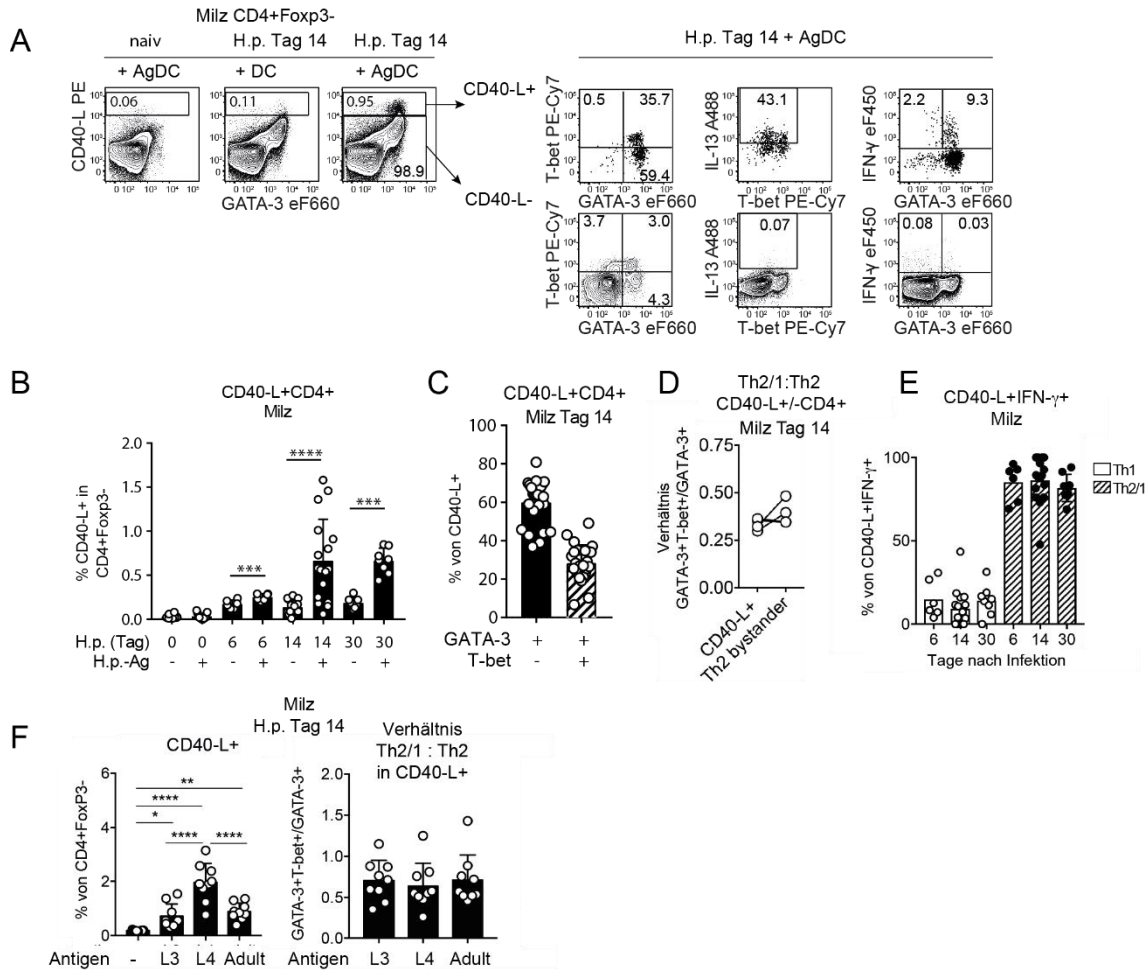 A
Milz CD4+Foxp3-
naiv H.p. Tag 14 H.p. Tag 14
+ AgDC + DC + AgDC
CD40-L PE
0.06
0.11
0.95
98.9
0 10² 10³ 10⁴ 10⁵
GATA-3 eF660
CD40-L+
CD40-L-
H.p. Tag 14 + AgDC
T-bet PE-Cy7
0.5 35.7
59.4
GATA-3 eF660
IL-13 A488
43.1
T-bet PE-Cy7
IFN-γ eF450
2.2 9.3
GATA-3 eF660
T-bet PE-Cy7
3.7 3.0
4.3
GATA-3 eF660
IL-13 A488
0.07
T-bet PE-Cy7
IFN-γ eF450
0.08 0.03
GATA-3 eF660
B
CD40-L+CD4+
Milz
% CD40-L+ in
CD4+Foxp3-
2.0
1.5
1.0
0.5
0.0
***
****
***
H.p. (Tag) 0 0 6 6 14 14 30 30
H.p.-Ag - + - + - + - +
C
CD40-L+CD4+
Milz Tag 14
% von CD40-L+
100
80
60
40
20
0
GATA-3 + +
T-bet - +
D
Th2/1:Th2
CD40-L+/-CD4+
Milz Tag 14
Verhältnis
GATA-3+T-bet+/GATA-3+
0.75
0.50
0.25
0.00
CD40-L+
Th2 bystander
E
CD40-L+IFN-γ+
Milz
% von CD40-L+IFN-γ+
100
50
0
6 14 30 6 14 30
Tage nach Infektion
Th1
Th2/1
F
Milz
H.p. Tag 14
CD40-L+
% von CD4+FoxP3-
6
4
2
0
**
****
*
**** ****
Antigen - L3 L4 Adult
Verhältnis
Th2/1 : Th2
in CD40-L+
GATA-3+T-bet+/GATA-3+
2.0
1.5
1.0
0.5
0.0
Antigen L3 L4 Adult